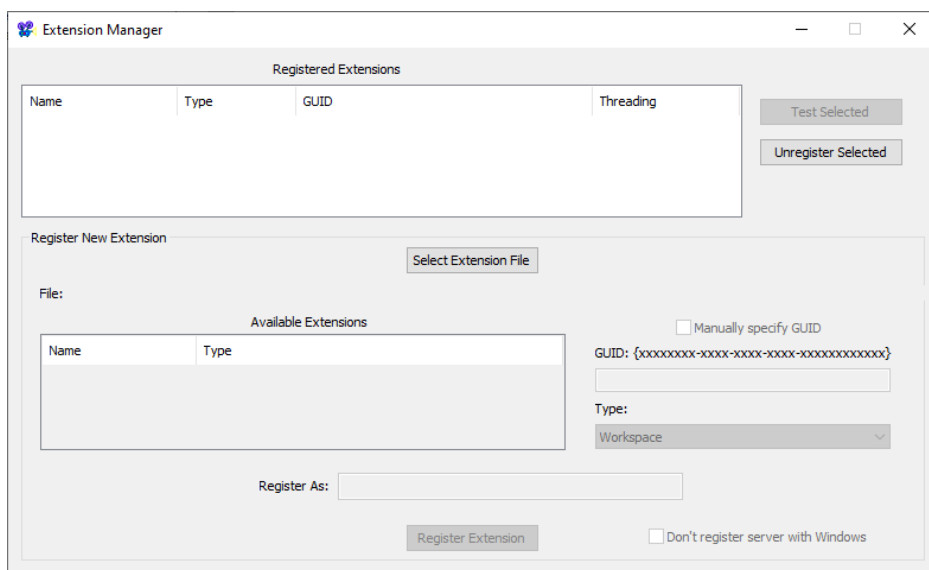 Extension Manager
Registered Extensions
Name Type GUID Threading
Test Selected
Unregister Selected
Register New Extension
Select Extension File
File:
Available Extensions
Manually specify GUID
Name Type
GUID: {xxxxxxxx-xxxx-xxxx-xxxx-xxxxxxxxxxxx}
Type:
Workspace
Register As:
Register Extension
Don't register server with Windows